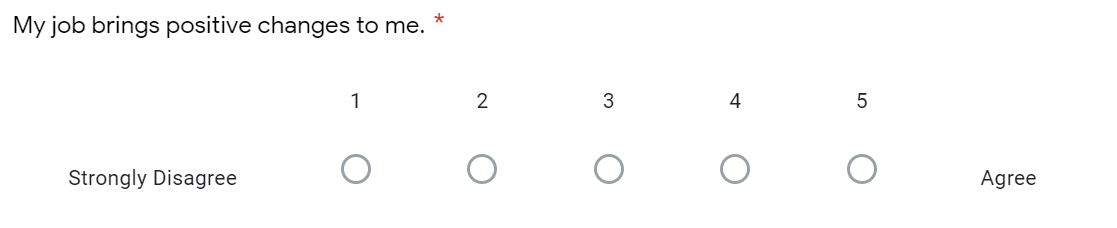 My job brings positive changes to me. *
1 2 3 4 5
Strongly Disagree Agree